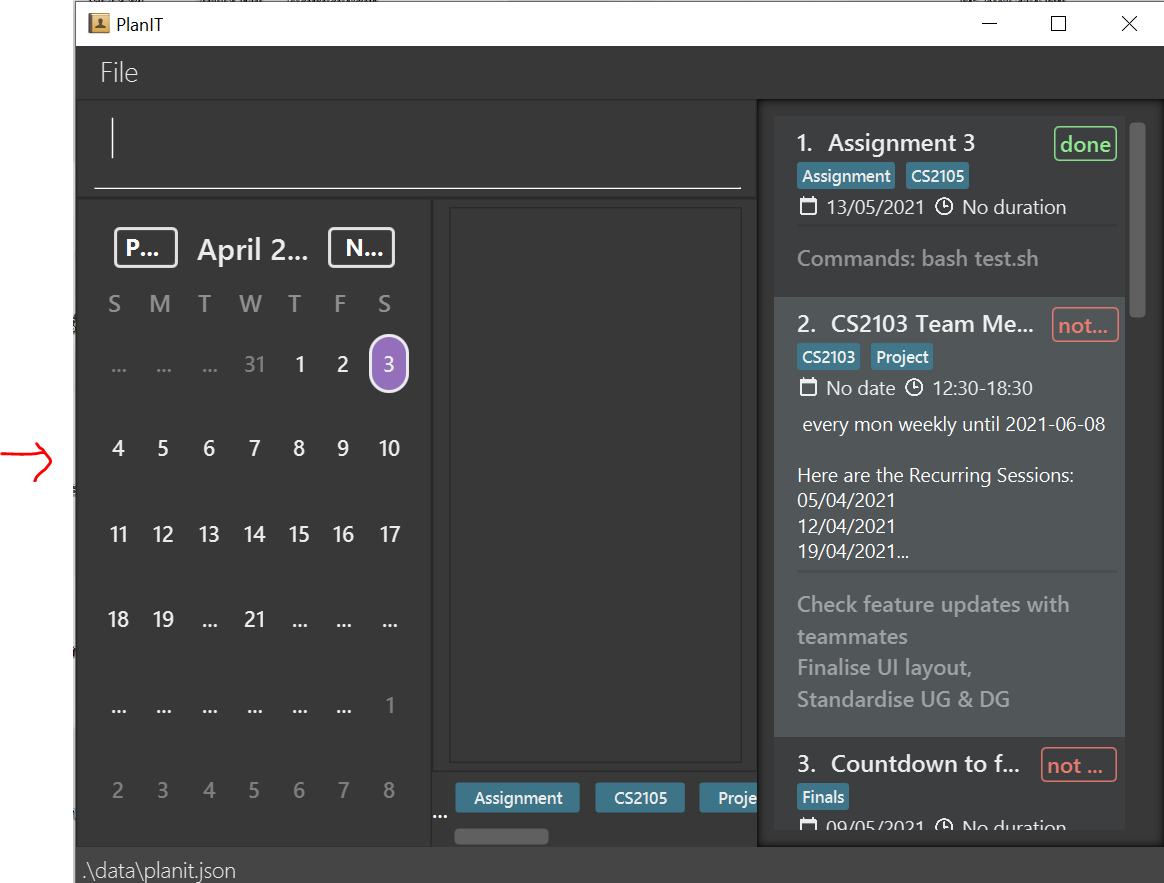 PlanIT
File
P... April 2... N...
S M T W T F S
... ... ... 31 1 2 3
4 5 6 7 8 9 10
11 12 13 14 15 16 17
18 19 ... 21 ... ... ...
... ... ... ... ... ... 1
2 3 4 5 6 7 8
... Assignment CS2105 Proje
1. Assignment 3 done
Assignment CS2105
13/05/2021 No duration
Commands: bash test.sh
2. CS2103 Team Me... not...
CS2103 Project
No date 12:30-18:30
every mon weekly until 2021-06-08
Here are the Recurring Sessions:
05/04/2021
12/04/2021
19/04/2021...
Check feature updates with
teammates
Finalise UI layout,
Standardise UG & DG
3. Countdown to f... not ...
Finals
09/05/2021 No duration
.\data\planit.json